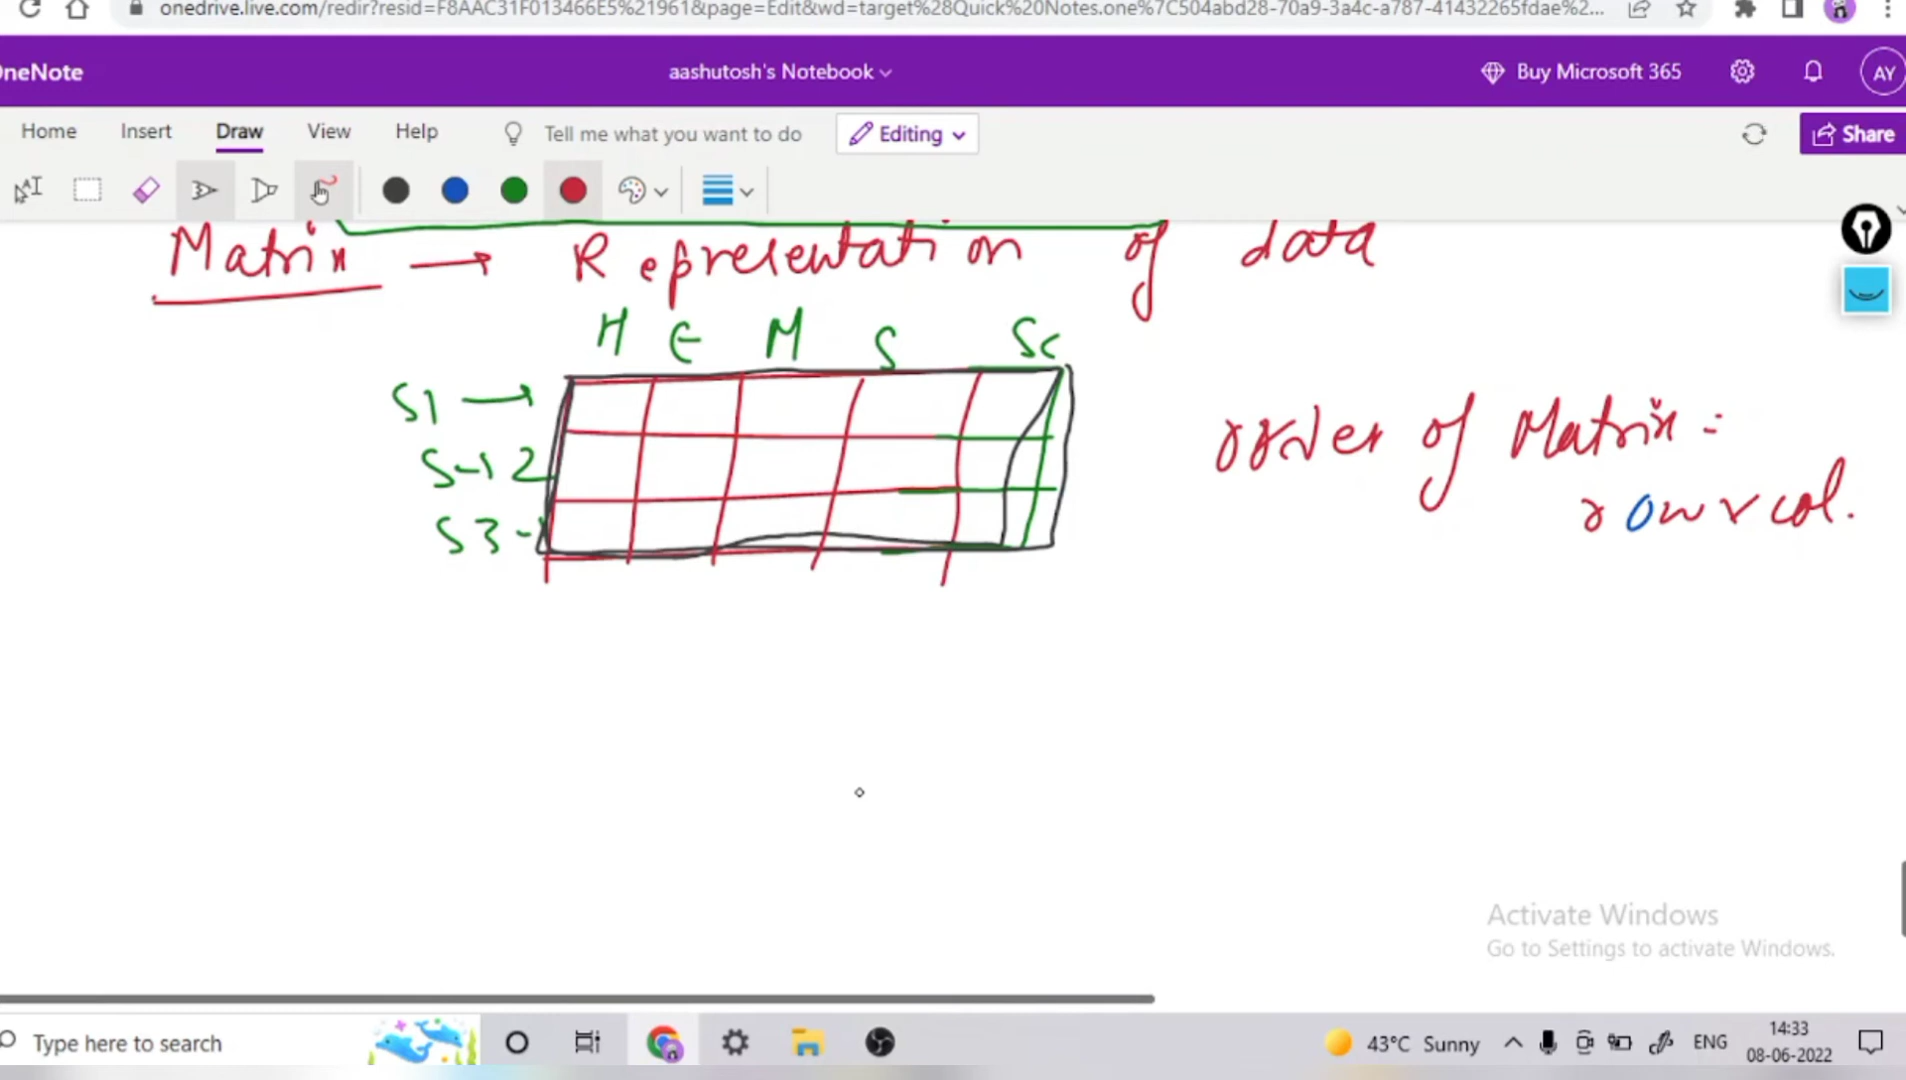 onedrive.live.com/redir?resid=F8AAC31F013466E5%21961&page=Edit&wd=target%28Quick%20Notes.one%7C504abd28-70a9-3a4c-a787-41432265fdae%2...
OneNote
aashutosh's Notebook
Buy Microsoft 365
AY
Home Insert Draw View Help
Tell me what you want to do
Editing
Share
Matrix → Representation of data
H E M S Sc
S1 →
S-1 2
S3 -
order of Matrix =
row x col.
Activate Windows
Go to Settings to activate Windows.
Type here to search
43°C Sunny
ENG
14:33
08-06-2022